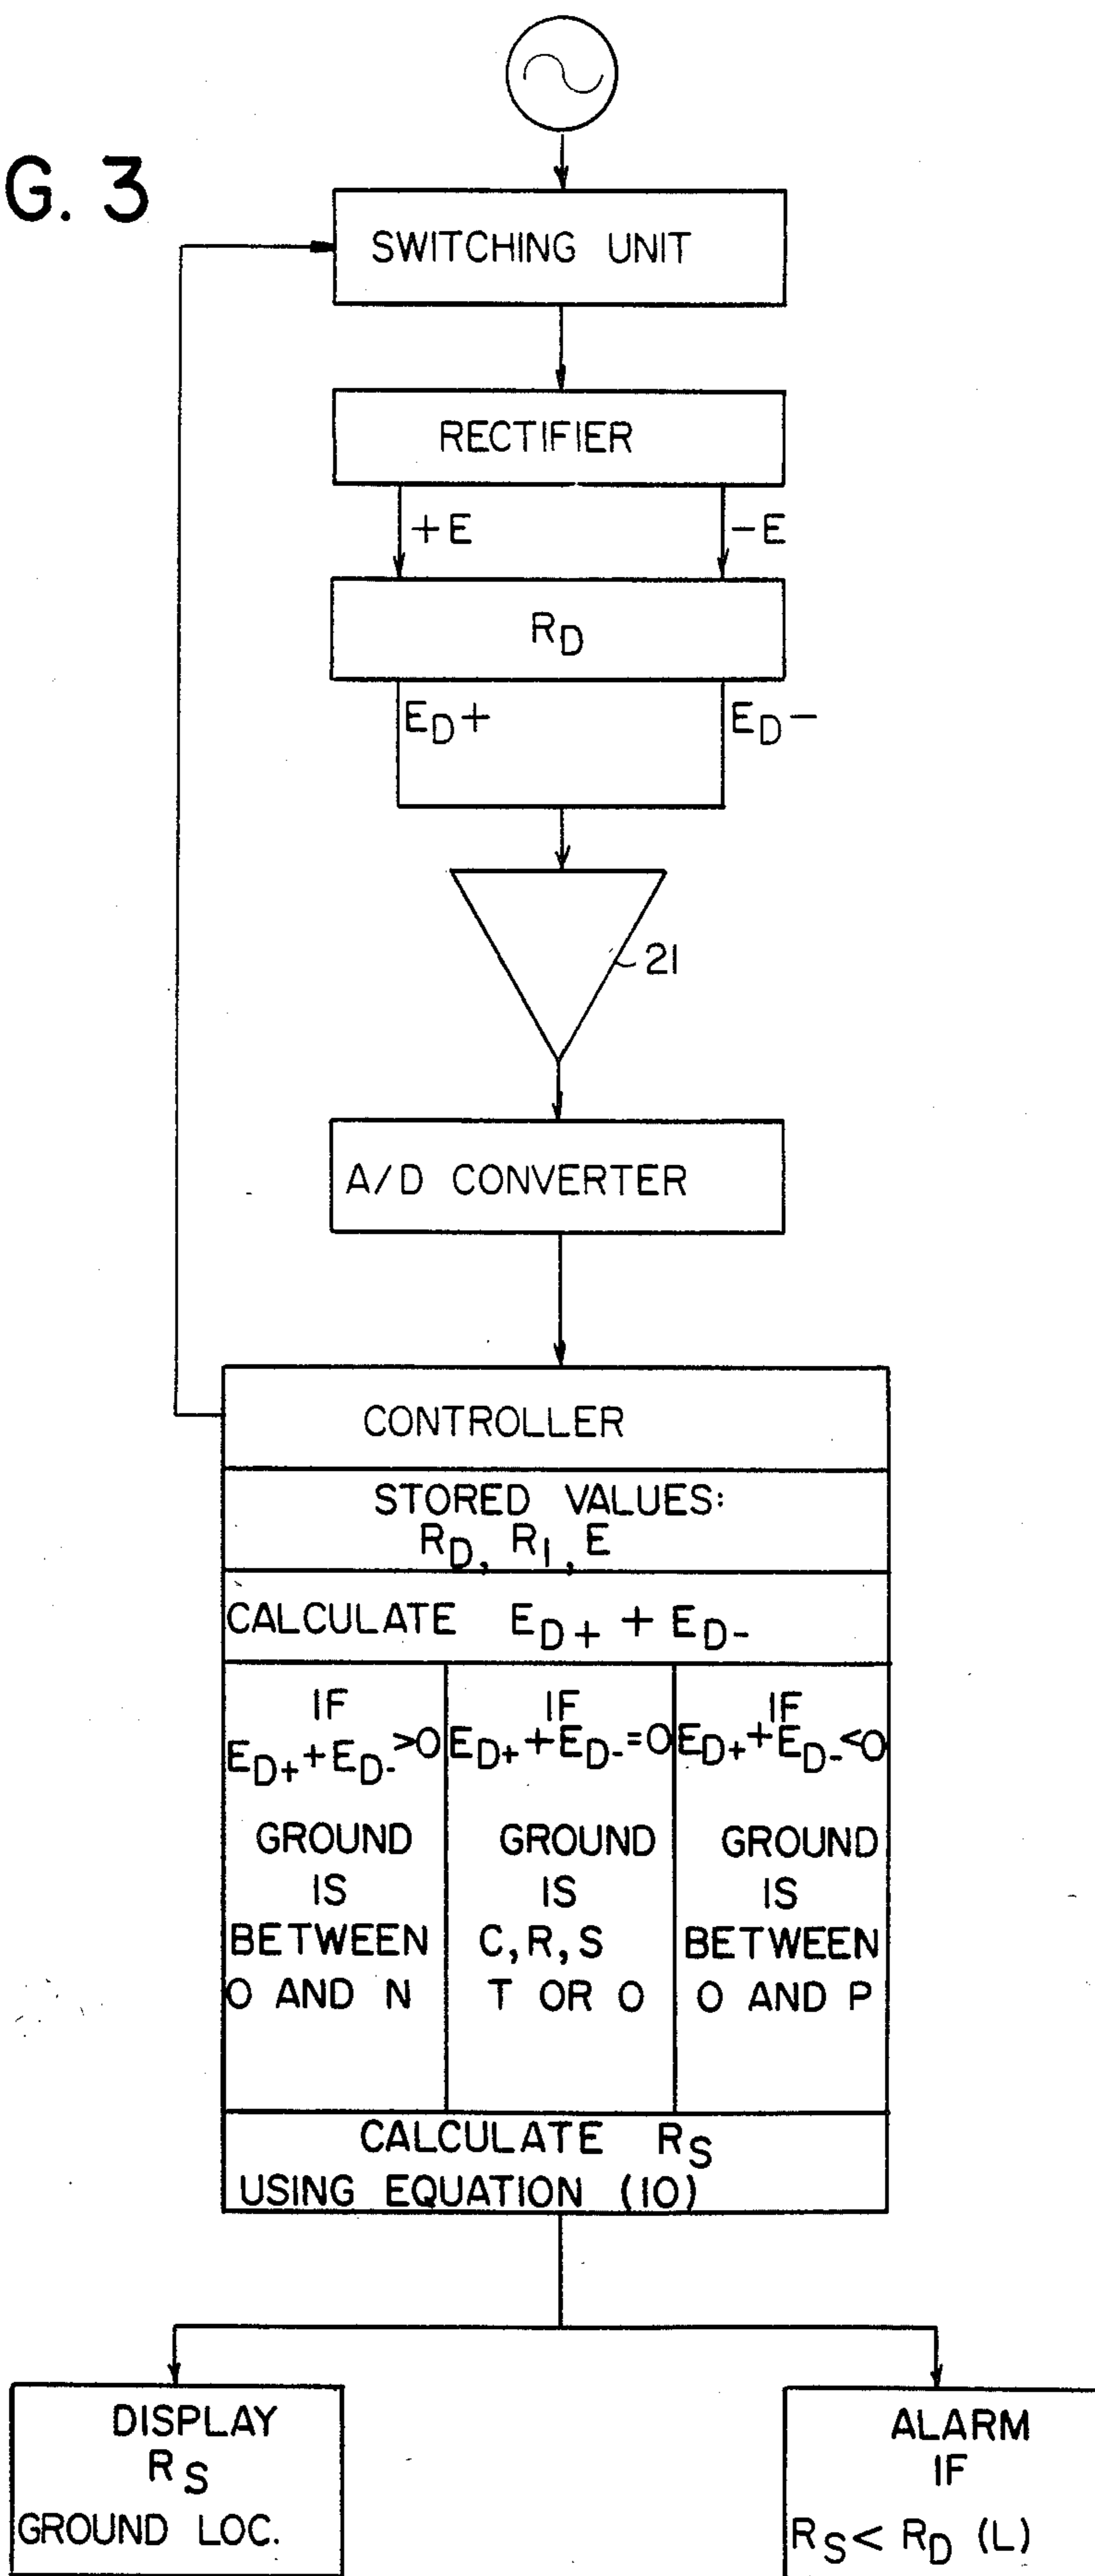 G. 3
SWITCHING UNIT
RECTIFIER
+E
-E
RD
ED+
ED-
21
A/D CONVERTER
CONTROLLER
STORED VALUES:
RD, R1, E
CALCULATE ED+ + ED-
IF
ED+ + ED- >0
GROUND
IS
BETWEEN
O AND N
IF
ED+ + ED- =0
GROUND
IS
C, R, S
T OR O
IF
ED+ + ED- <0
GROUND
IS
BETWEEN
O AND P
CALCULATE RS
USING EQUATION (10)
DISPLAY
RS
GROUND LOC.
ALARM
IF
RS < RD (L)